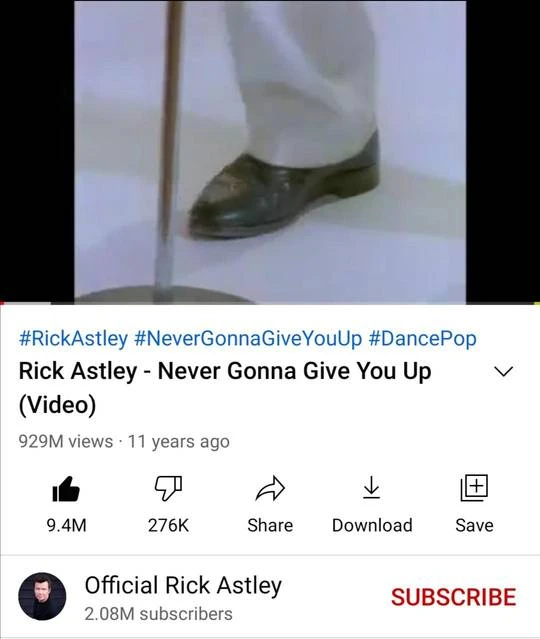 #RickAstley #NeverGonnaGiveYouUp #DancePop
Rick Astley - Never Gonna Give You Up
(Video)
929M views · 11 years ago
9.4M 276K Share Download Save
Official Rick Astley
2.08M subscribers
SUBSCRIBE